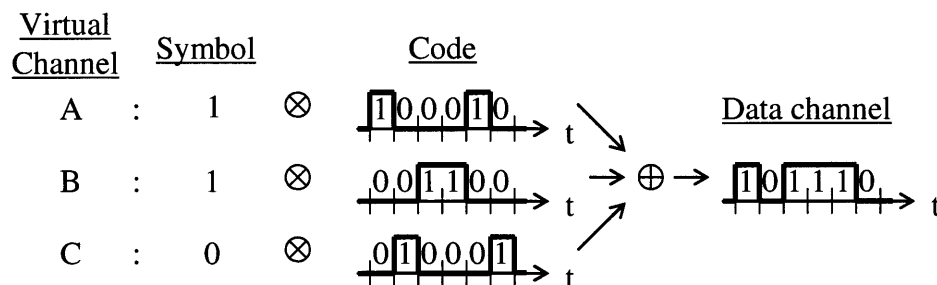 Virtual
Channel Symbol Code
A : 1 ⊗ 1 0 0 0 1 0 t Data channel
B : 1 ⊗ 0 0 1 1 0 0 t ⊕ 1 0 1 1 1 0 t
C : 0 ⊗ 0 1 0 0 0 1 t